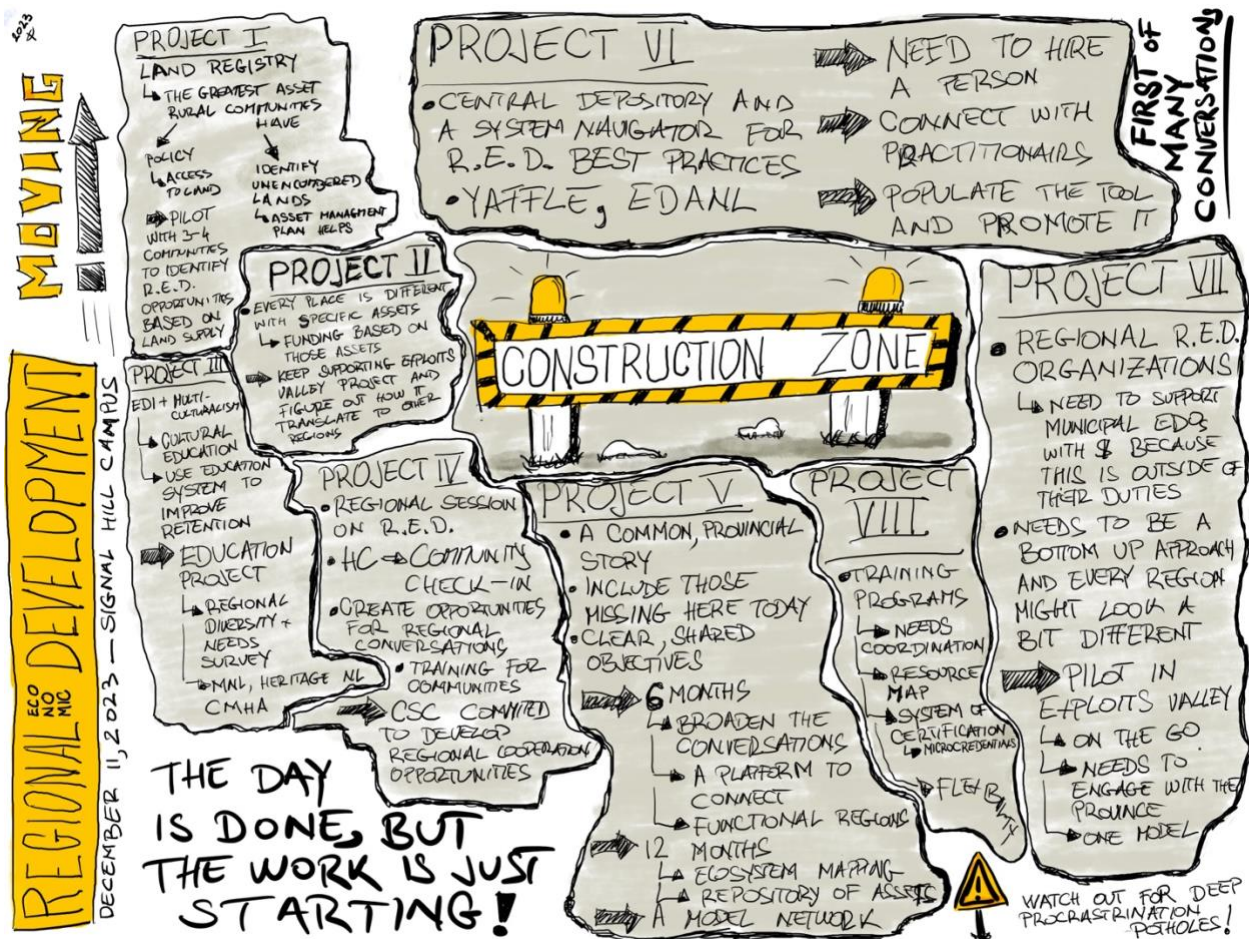 2023
MOVING
REGIONAL ECO NO MIC DEVELOPMENT
DECEMBER 11, 2023 — SIGNAL HILL CAMPUS
PROJECT I
LAND REGISTRY
THE GREATEST ASSET
RURAL COMMUNITIES
HAVE
POLICY
ACCESS
TO LAND
PILOT
WITH 3-4
COMMUNITIES
TO IDENTIFY
R.E.D.
OPPORTUNITIES
BASED ON
LAND SUPPLY
IDENTIFY
UNENCOMBERED
LANDS
ASSET MANAGMENT
PLAN HELPS
PROJECT II
• EVERY PLACE IS DIFFERENT
WITH SPECIFIC ASSETS
FUNDING BASED ON
THOSE ASSETS
KEEP SUPPORTING EXPLOITS
VALLEY PROJECT AND
FIGURE OUT HOW IT
TRANSLATE TO OTHER
REGIONS
PROJECT III
EDI + MULTI-
CULTURALISM
CULTURAL
EDUCATION
USE EDUCATION
SYSTEM TO
IMPROVE
RETENTION
EDUCATION
PROJECT
REGIONAL
DIVERSITY +
NEEDS
SURVEY
MNL, HERITAGE NL
CMHA
PROJECT IV
• REGIONAL SESSION
ON R.E.D.
• HC COMMUNITY
CHECK-IN
• CREATE OPPORTUNITIES
FOR REGIONAL
CONVERSATIONS
• TRAINING FOR
COMMUNITIES
CSC COMMITED
TO DEVELOP
REGIONAL COOPERATION
OPPORTUNITIES
PROJECT V
• A COMMON, PROVINCIAL
STORY
• INCLUDE THOSE
MISSING HERE TODAY
• CLEAR, SHARED
OBJECTIVES
6 MONTHS
BROADEN THE
CONVERSATIONS
A PLATFORM TO
CONNECT
FUNCTIONAL REGIONS
12 MONTHS
ECOSYSTEM MAPPING
REPOSITORY OF ASSETS
A MODEL NETWORK
PROJECT VI
• CENTRAL DEPOSITORY AND
A SYSTEM NAVIGATOR FOR
R.E.D. BEST PRACTICES
• YAFFLE, EDANL
NEED TO HIRE
A PERSON
CONNECT WITH
PRACTITIONAIRS
POPULATE THE TOOL
AND PROMOTE IT
FIRST OF
MANY
CONVERSATIONS
CONSTRUCTION ZONE
PROJECT VII
• REGIONAL R.E.D.
ORGANIZATIONS
NEED TO SUPPORT
MUNICIPAL EDOs
WITH $ BECAUSE
THIS IS OUTSIDE OF
THEIR DUTIES
• NEEDS TO BE A
BOTTOM UP APPROACH
AND EVERY REGION
MIGHT LOOK A
BIT DIFFERENT
PILOT IN
EXPLOITS VALLEY
ON THE GO
NEEDS TO
ENGAGE WITH THE
PROVINCE
ONE MODEL
PROJECT
VIII
• TRAINING
PROGRAMS
NEEDS
COORDINATION
RESOURCE
MAP
SYSTEM OF
CERTIFICATION
MICROCREDENTIALS
FLEXIBILITY
THE DAY
IS DONE, BUT
THE WORK IS JUST
STARTING!
WATCH OUT FOR DEEP
PROCRASTRINATION
POTHOLES!